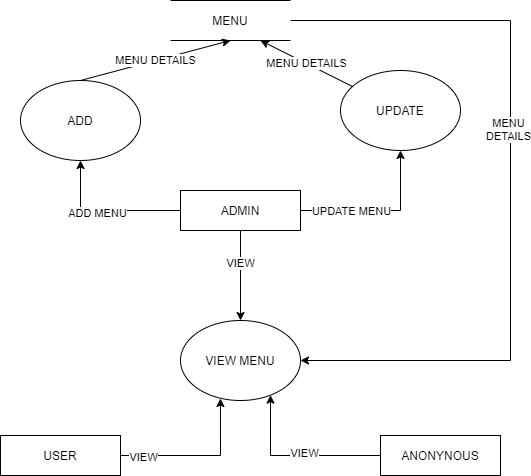 MENU
MENU DETAILS
MENU DETAILS
ADD
UPDATE
MENU
DETAILS
ADD MENU
ADMIN
UPDATE MENU
VIEW
VIEW MENU
USER
VIEW
VIEW
ANONYNOUS